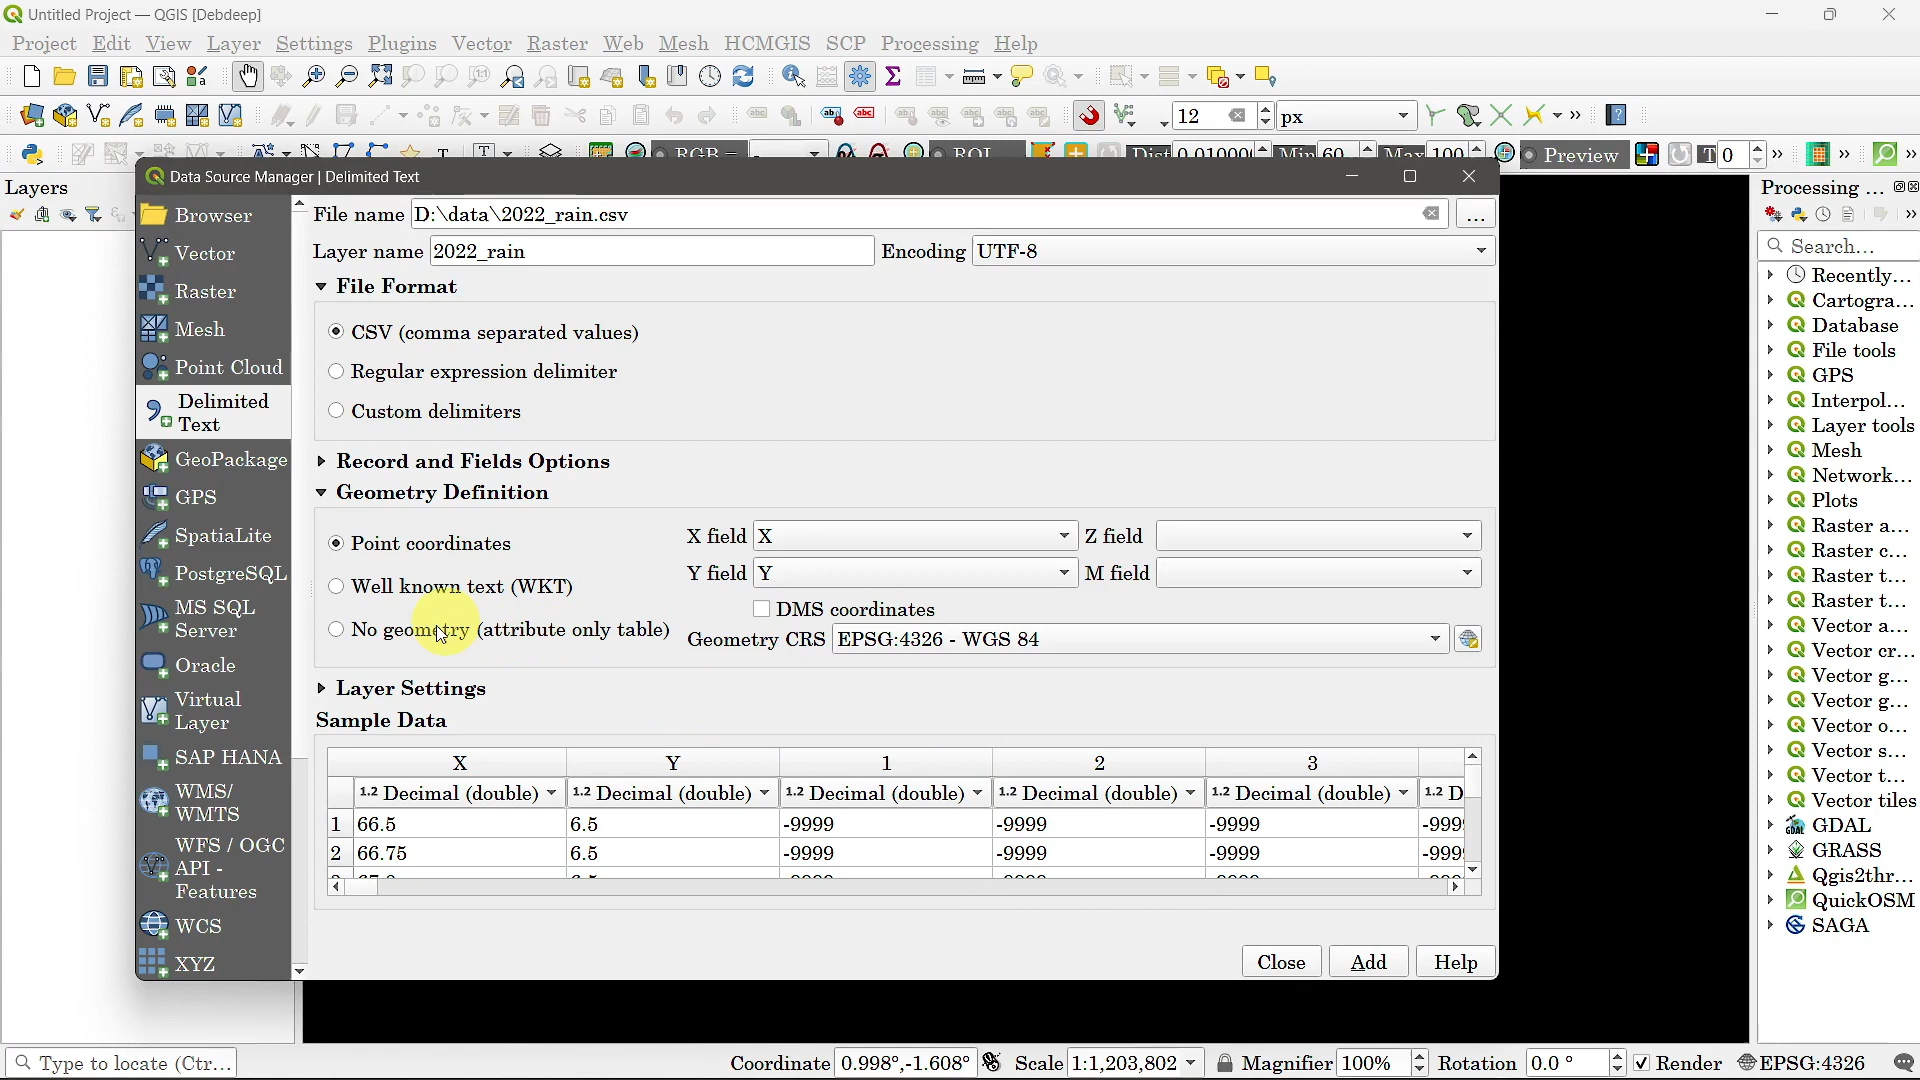 Untitled Project — QGIS [Debdeep]
Project Edit View Layer Settings Plugins Vector Raster Web Mesh HCMGIS SCP Processing Help
12 px
RGB = ROI Dist 0.01000( Min 60 Max 100 Preview T 0
Layers
Data Source Manager | Delimited Text
Processing ...
Browser
Vector
Raster
Mesh
Point Cloud
Delimited
Text
GeoPackage
GPS
SpatiaLite
PostgreSQL
MS SQL
Server
Oracle
Virtual
Layer
SAP HANA
WMS/
WMTS
WFS / OGC
API -
Features
WCS
XYZ
File name D:\data\2022_rain.csv ...
Layer name 2022_rain Encoding UTF-8
File Format
CSV (comma separated values)
Regular expression delimiter
Custom delimiters
Record and Fields Options
Geometry Definition
Point coordinates
Well known text (WKT)
No geometry (attribute only table)
X field X Z field
Y field Y M field
DMS coordinates
Geometry CRS EPSG:4326 - WGS 84
Layer Settings
Sample Data
X Y 1 2 3
1.2 Decimal (double) 1.2 Decimal (double) 1.2 Decimal (double) 1.2 Decimal (double) 1.2 Decimal (double) 1.2 D
1 66.5 6.5 -9999 -9999 -9999 -999
2 66.75 6.5 -9999 -9999 -9999 -999
Close Add Help
Search...
Recently...
Cartogra...
Database
File tools
GPS
Interpol...
Layer tools
Mesh
Network...
Plots
Raster a...
Raster c...
Raster t...
Raster t...
Vector a...
Vector cr...
Vector g...
Vector g...
Vector o...
Vector s...
Vector t...
Vector tiles
GDAL
GRASS
Qgis2thr...
QuickOSM
SAGA
Type to locate (Ctr... Coordinate 0.998°,-1.608° Scale 1:1,203,802 Magnifier 100% Rotation 0.0 ° Render EPSG:4326